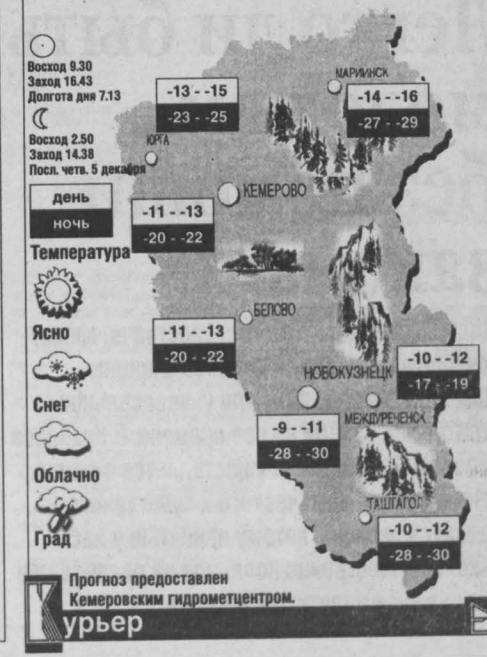 Восход 9.30
Заход 16.43
Долгота дня 7.13
Восход 2.50
Заход 14.38
Посл. четв. 5 декабря
день
ночь
Температура
Ясно
Снег
Облачно
Град
-13 - -15
-23 - -25
ЮРГА
МАРИИНСК
-14 - -16
-27 - -29
КЕМЕРОВО
-11 - -13
-20 - -22
БЕЛОВО
-11 - -13
-20 - -22
НОВОКУЗНЕЦК
-9 - -11
-28 - -30
-10 - -12
-17 - -19
МЕЖДУРЕЧЕНСК
ТАШТАГОЛ
-10 - -12
-28 - -30
Прогноз предоставлен
Кемеровским гидрометцентром.
Курьер